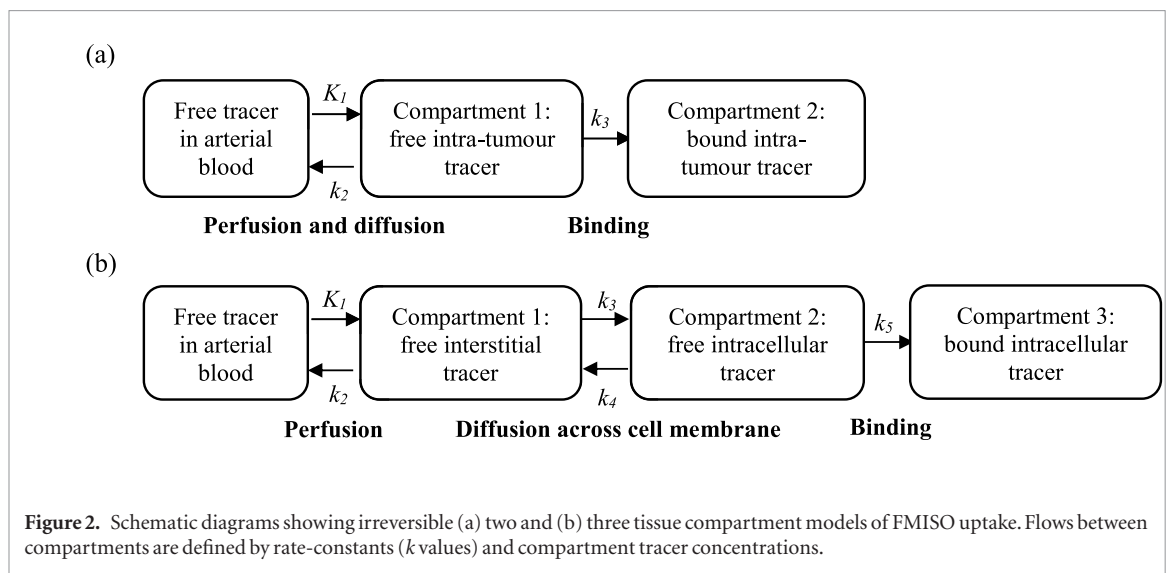 (a)
Free tracer
in arterial
blood
K1
k2
Compartment 1:
free intra-tumour
tracer
k3
Compartment 2:
bound intra-
tumour tracer
Perfusion and diffusion
Binding
(b)
Free tracer
in arterial
blood
K1
k2
Compartment 1:
free interstitial
tracer
k3
k4
Compartment 2:
free intracellular
tracer
k5
Compartment 3:
bound intracellular
tracer
Perfusion
Diffusion across cell membrane
Binding
Figure 2. Schematic diagrams showing irreversible (a) two and (b) three tissue compartment models of FMISO uptake. Flows between
compartments are defined by rate-constants (k values) and compartment tracer concentrations.